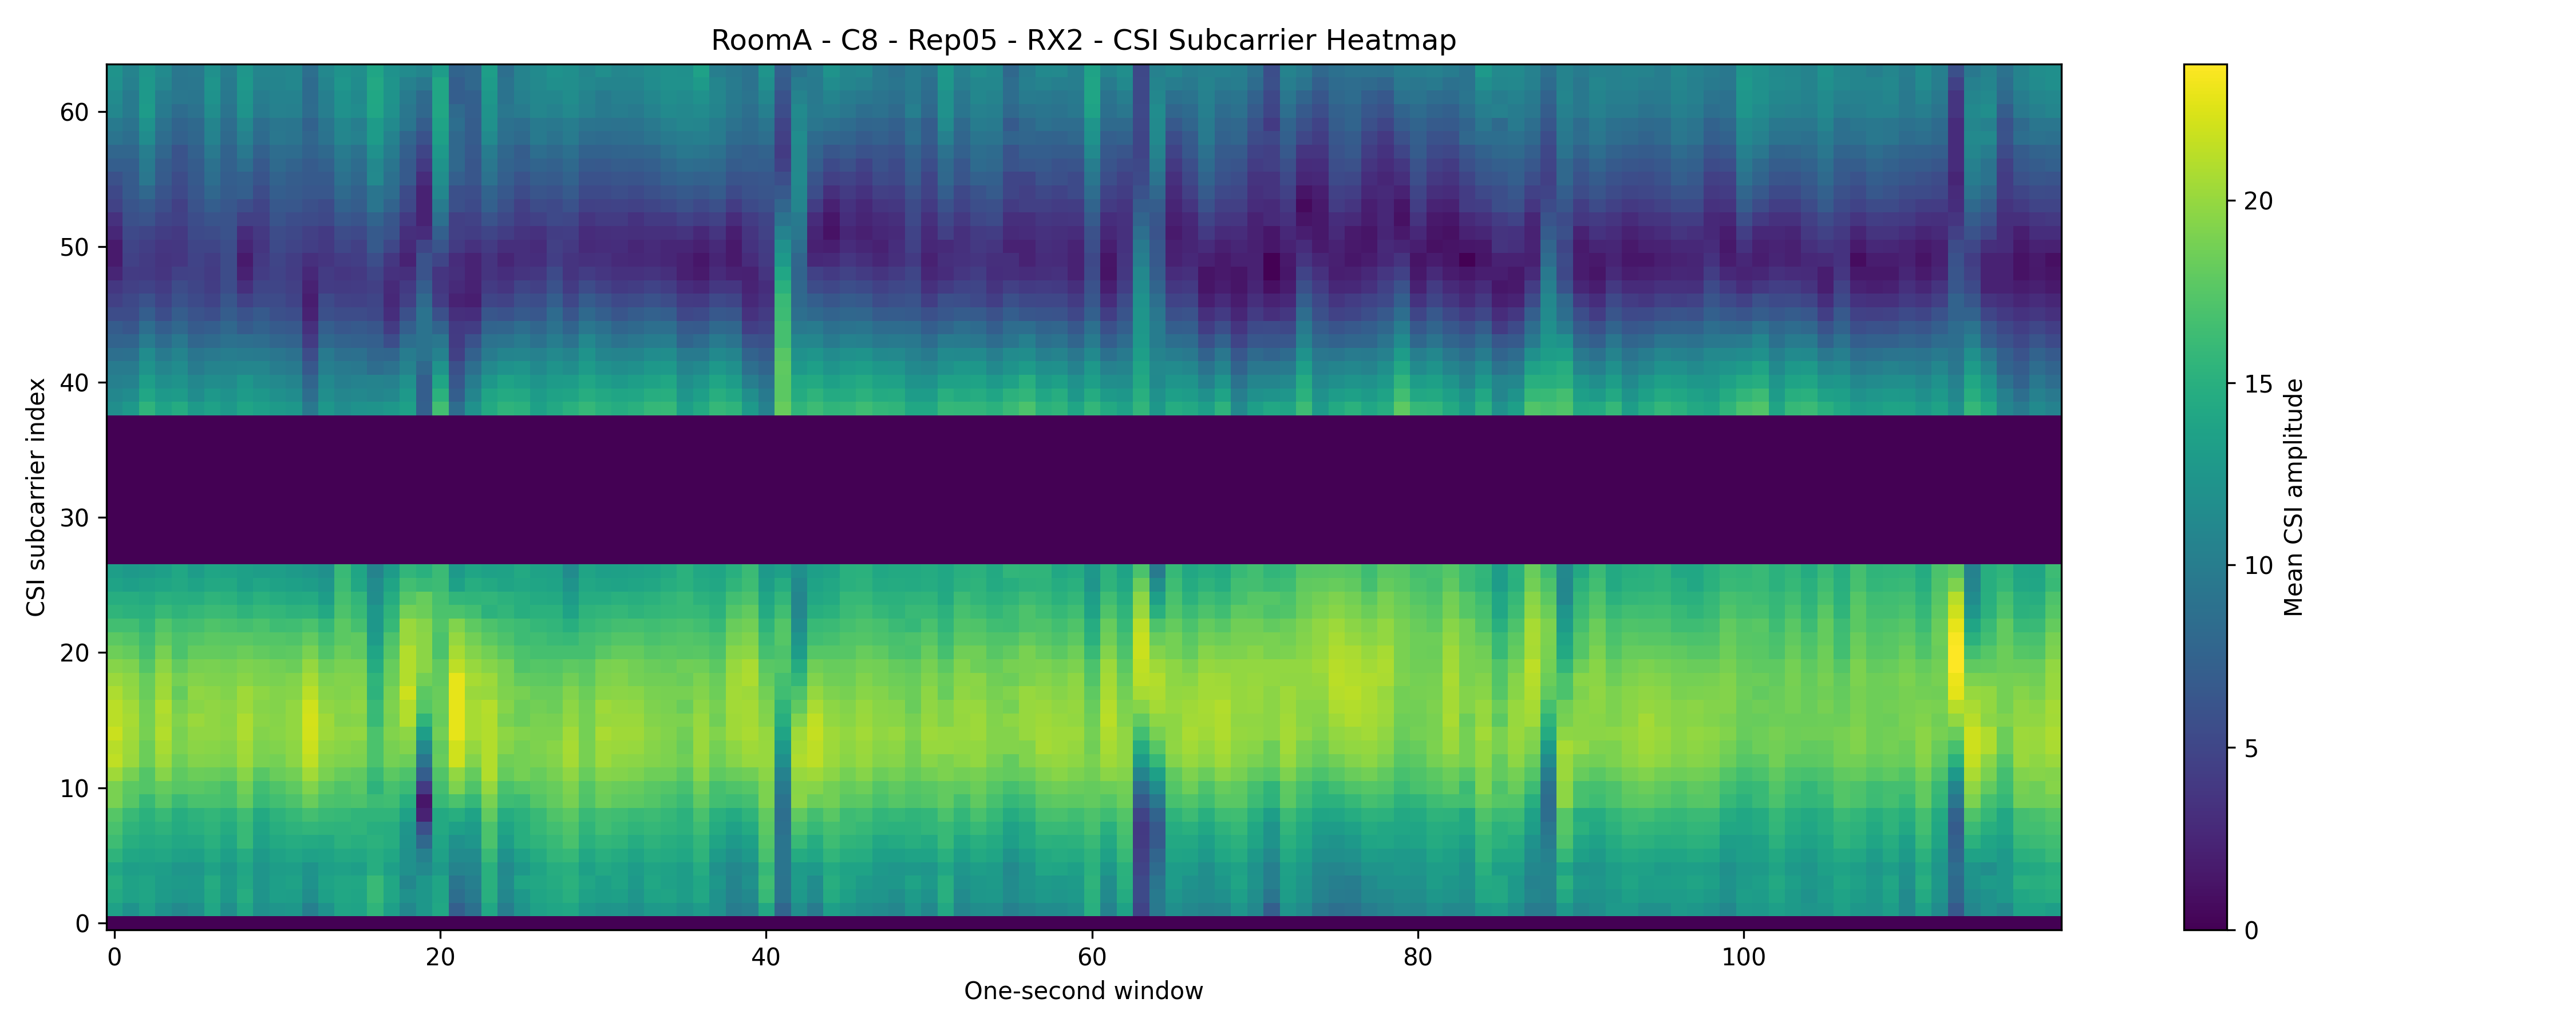 RoomA - C8 - Rep05 - RX2 - CSI Subcarrier Heatmap
CSI subcarrier index
60
50
40
30
20
10
0
0 20 40 60 80 100
One-second window
20
15
10
5
0
Mean CSI amplitude